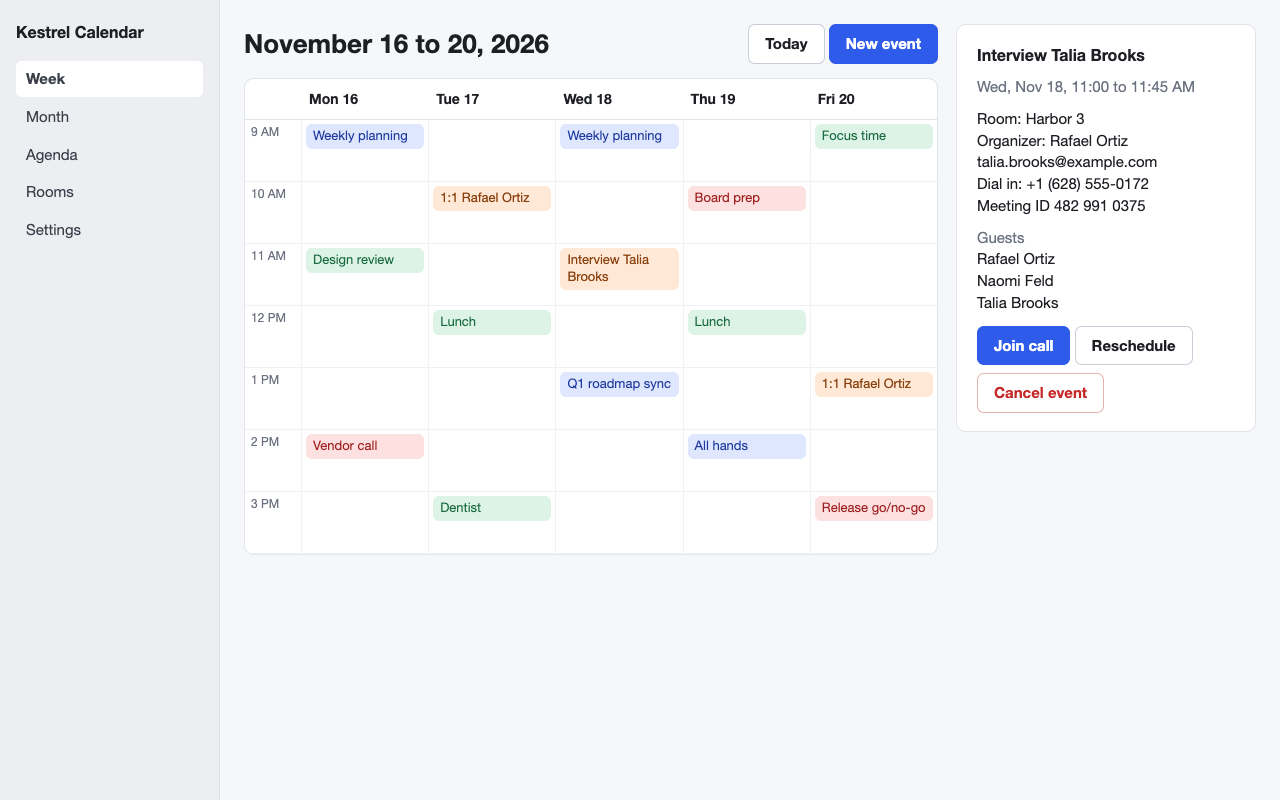 Kestrel Calendar
Week
Month
Agenda
Rooms
Settings
November 16 to 20, 2026
Today
New event
Mon 16
Tue 17
Wed 18
Thu 19
Fri 20
9 AM
Weekly planning
Weekly planning
Focus time
10 AM
1:1 Rafael Ortiz
Board prep
11 AM
Design review
Interview Talia
Brooks
12 PM
Lunch
Lunch
1 PM
Q1 roadmap sync
1:1 Rafael Ortiz
2 PM
Vendor call
All hands
3 PM
Dentist
Release go/no-go
Interview Talia Brooks
Wed, Nov 18, 11:00 to 11:45 AM
Room: Harbor 3
Organizer: Rafael Ortiz
talia.brooks@example.com
Dial in: +1 (628) 555-0172
Meeting ID 482 991 0375
Guests
Rafael Ortiz
Naomi Feld
Talia Brooks
Join call
Reschedule
Cancel event